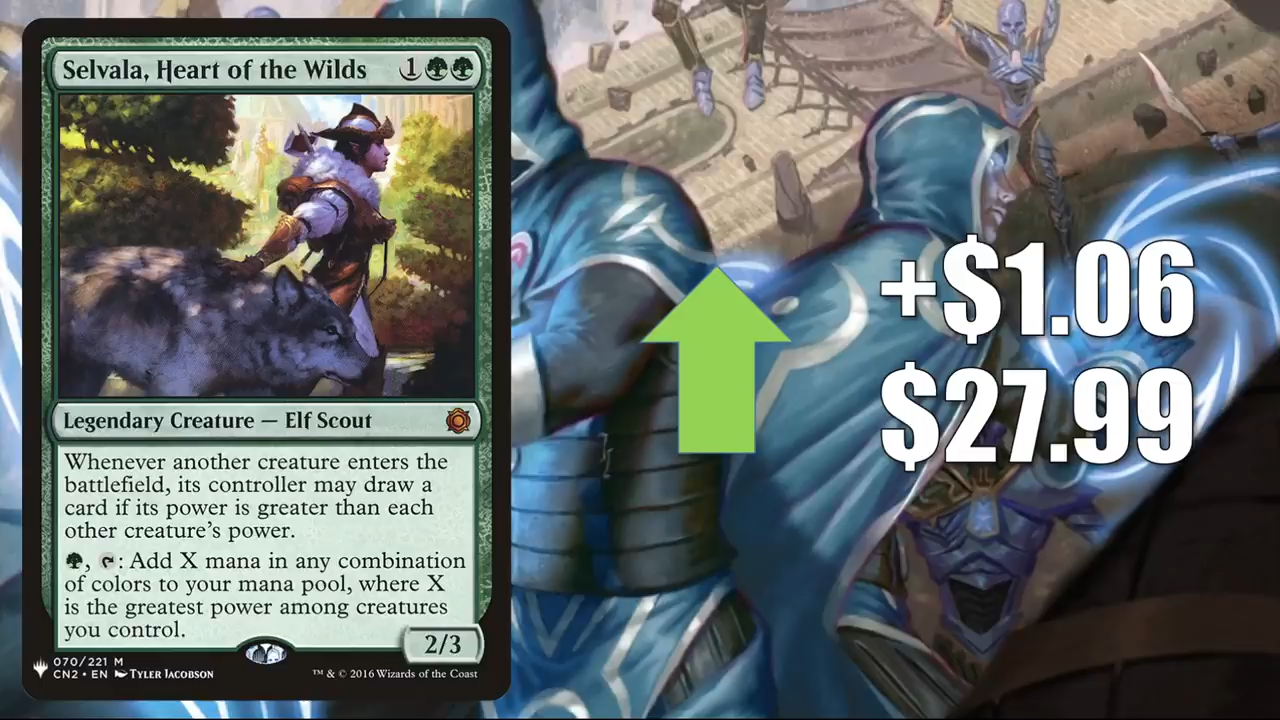 Selvala, Heart of the Wilds 1
Legendary Creature — Elf Scout
Whenever another creature enters the
battlefield, its controller may draw a
card if its power is greater than each
other creature's power.
, : Add X mana in any combination
of colors to your mana pool, where X
is the greatest power among creatures
you control.
2/3
070/221 M
CN2 • EN Tyler Jacobson
™ & © 2016 Wizards of the Coast
+$1.06
$27.99